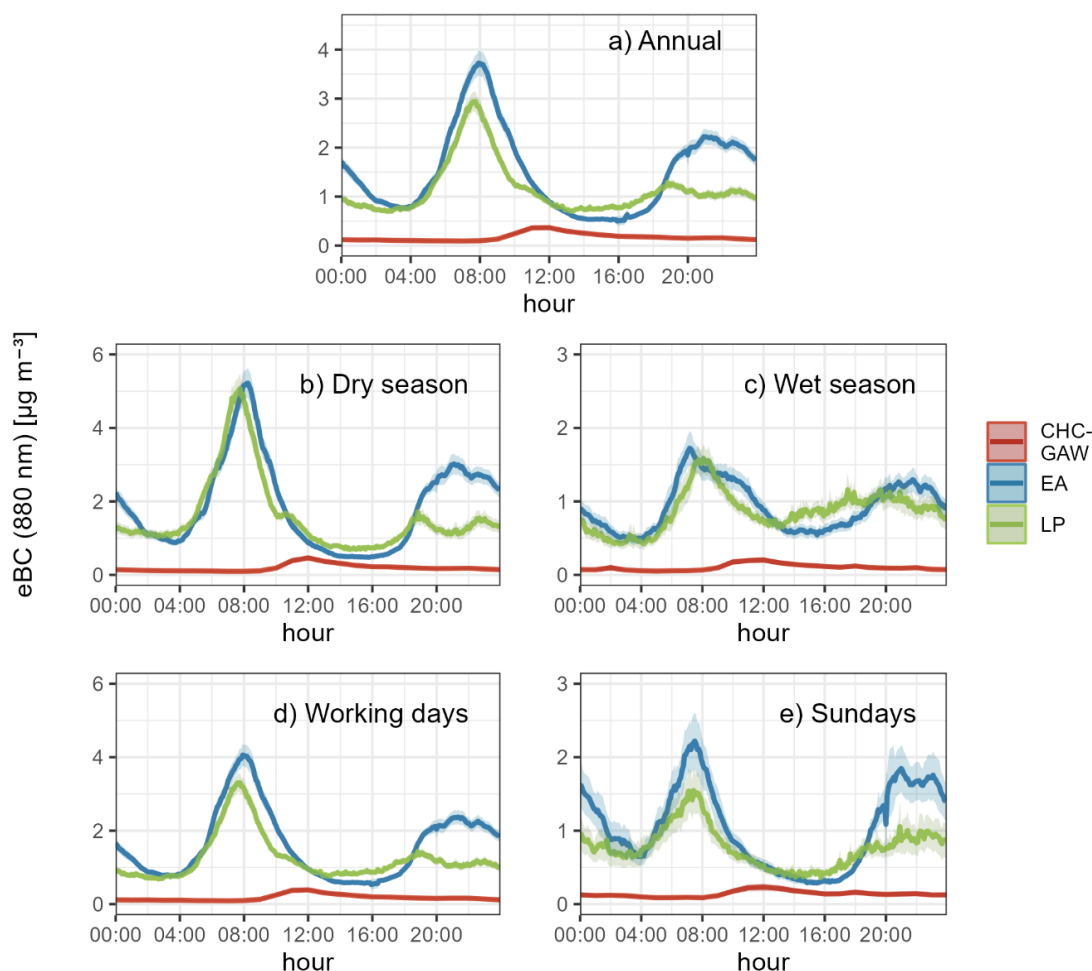 a) Annual
4
3
2
1
0
00:00 04:00 08:00 12:00 16:00 20:00
hour
eBC (880 nm) [µg m⁻³]
b) Dry season
6
4
2
0
00:00 04:00 08:00 12:00 16:00 20:00
hour
c) Wet season
3
2
1
0
00:00 04:00 08:00 12:00 16:00 20:00
hour
CHC-
GAW
EA
LP
d) Working days
6
4
2
0
00:00 04:00 08:00 12:00 16:00 20:00
hour
e) Sundays
3
2
1
0
00:00 04:00 08:00 12:00 16:00 20:00
hour